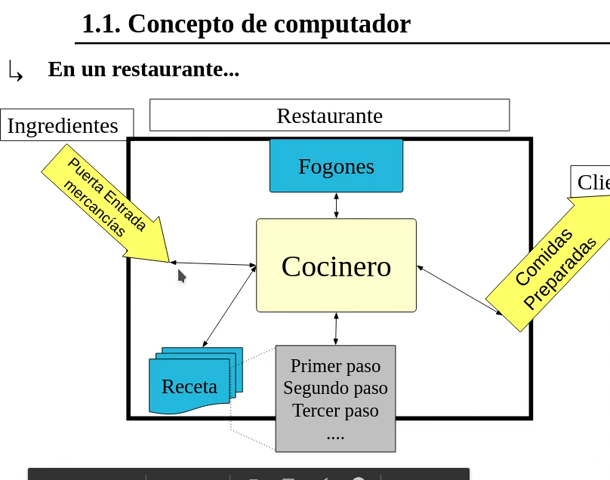 1.1. Concepto de computador
En un restaurante...
Restaurante
Ingredientes
Fogones
Puerta Entrada
mercancías
Cocinero
Comidas
Preparadas
Receta
Primer paso
Segundo paso
Tercer paso
....